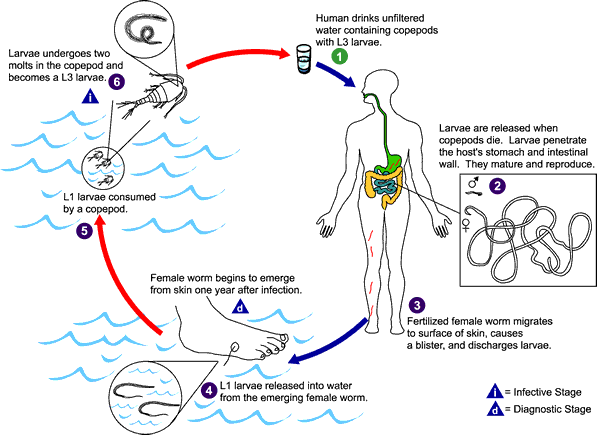 Human drinks unfiltered
water containing copepods
with L3 larvae.
1
Larvae are released when
copepods die. Larvae penetrate
the host's stomach and intestinal
wall. They mature and reproduce.
♂ 2
♀
3
Fertilized female worm migrates
to surface of skin, causes
a blister, and discharges larvae.
Female worm begins to emerge
from skin one year after infection.
d
4 L1 larvae released into water
from the emerging female worm.
5
L1 larvae consumed
by a copepod.
Larvae undergoes two
molts in the copepod and
becomes a L3 larvae. 6
i
i = Infective Stage
d = Diagnostic Stage